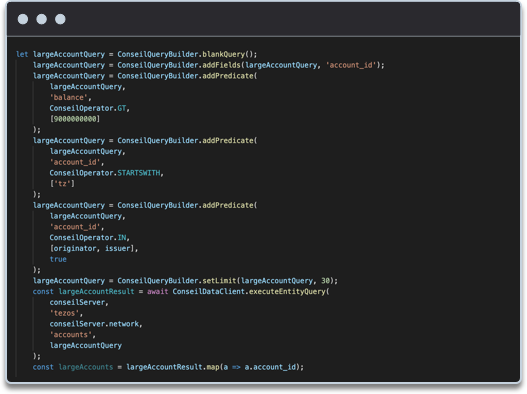 let largeAccountQuery = ConseilQueryBuilder.blankQuery();
largeAccountQuery = ConseilQueryBuilder.addFields(largeAccountQuery, 'account_id');
largeAccountQuery = ConseilQueryBuilder.addPredicate(
largeAccountQuery,
'balance',
ConseilOperator.GT,
[9000000000]
);
largeAccountQuery = ConseilQueryBuilder.addPredicate(
largeAccountQuery,
'account_id',
ConseilOperator.STARTSWITH,
['tz']
);
largeAccountQuery = ConseilQueryBuilder.addPredicate(
largeAccountQuery,
'account_id',
ConseilOperator.IN,
[originator, issuer],
true
);
largeAccountQuery = ConseilQueryBuilder.setLimit(largeAccountQuery, 30);
const largeAccountResult = await ConseilDataClient.executeEntityQuery(
conseilServer,
'tezos',
conseilServer.network,
'accounts',
largeAccountQuery
);
const largeAccounts = largeAccountResult.map(a => a.account_id);